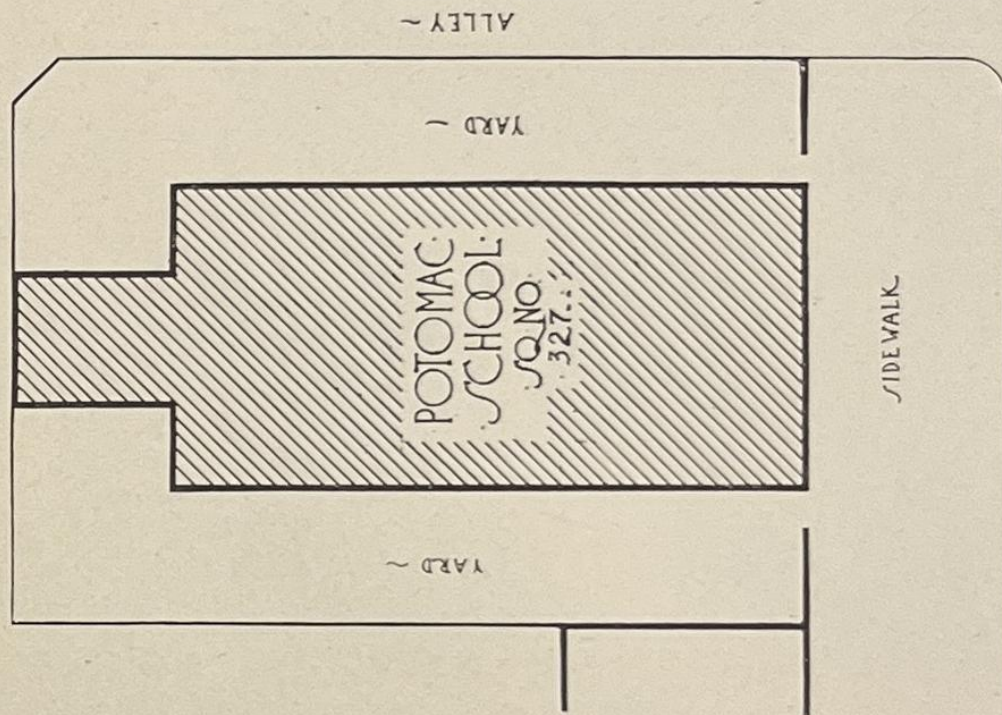 ALLEY ~
YARD ~
POTOMAC
SCHOOL
SQ. NO.
327
SIDEWALK
YARD ~